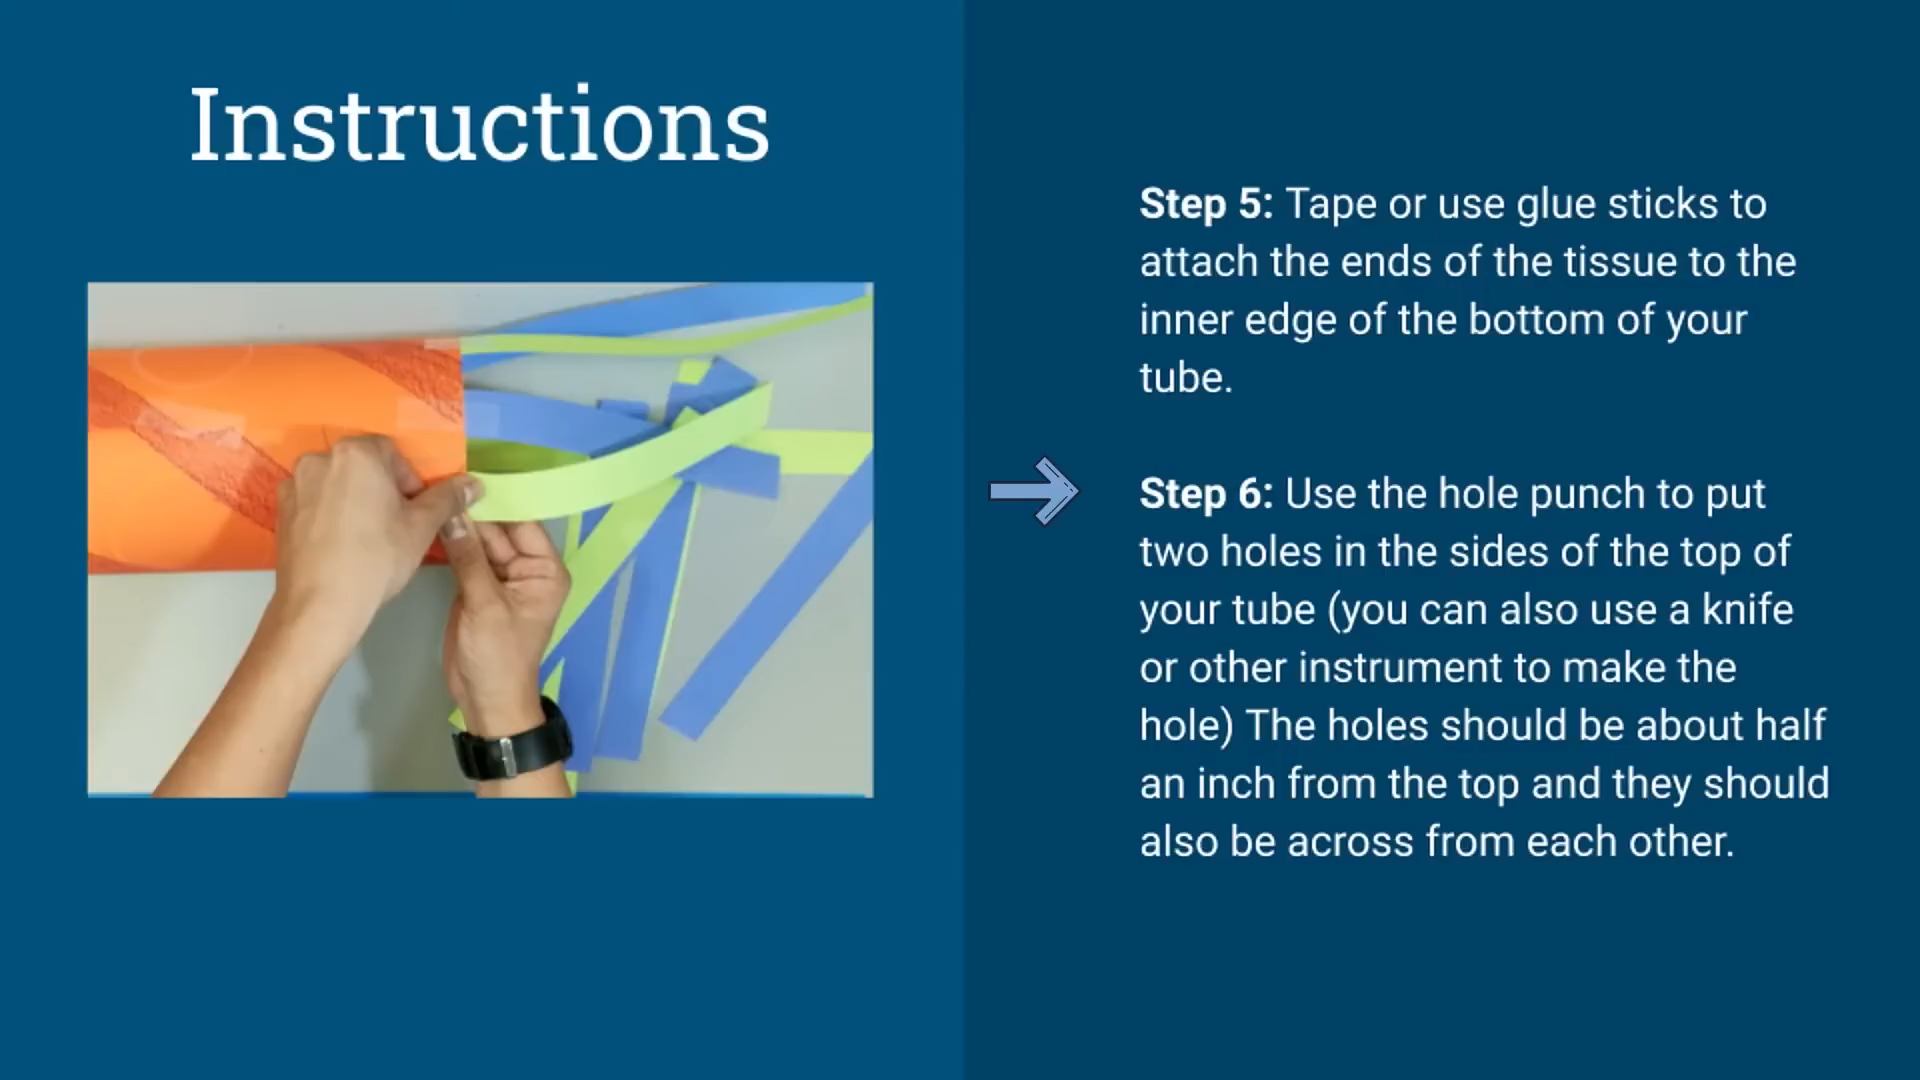 Instructions
Step 5: Tape or use glue sticks to
attach the ends of the tissue to the
inner edge of the bottom of your
tube.
Step 6: Use the hole punch to put
two holes in the sides of the top of
your tube (you can also use a knife
or other instrument to make the
hole) The holes should be about half
an inch from the top and they should
also be across from each other.